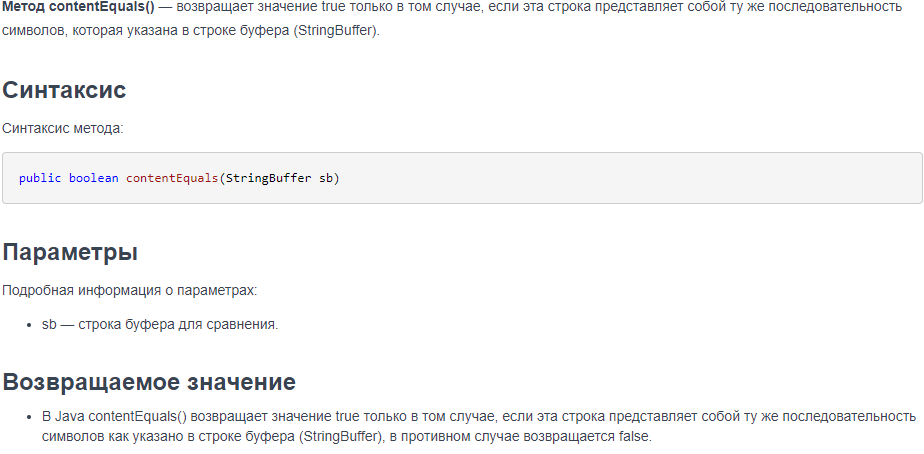 Метод contentEquals() — возвращает значение true только в том случае, если эта строка представляет собой ту же последовательность
символов, которая указана в строке буфера (StringBuffer).
Синтаксис
Синтаксис метода:
public boolean contentEquals(StringBuffer sb)
Параметры
Подробная информация о параметрах:
• sb — строка буфера для сравнения.
Возвращаемое значение
• В Java contentEquals() возвращает значение true только в том случае, если эта строка представляет собой ту же последовательность
символов как указано в строке буфера (StringBuffer), в противном случае возвращается false.